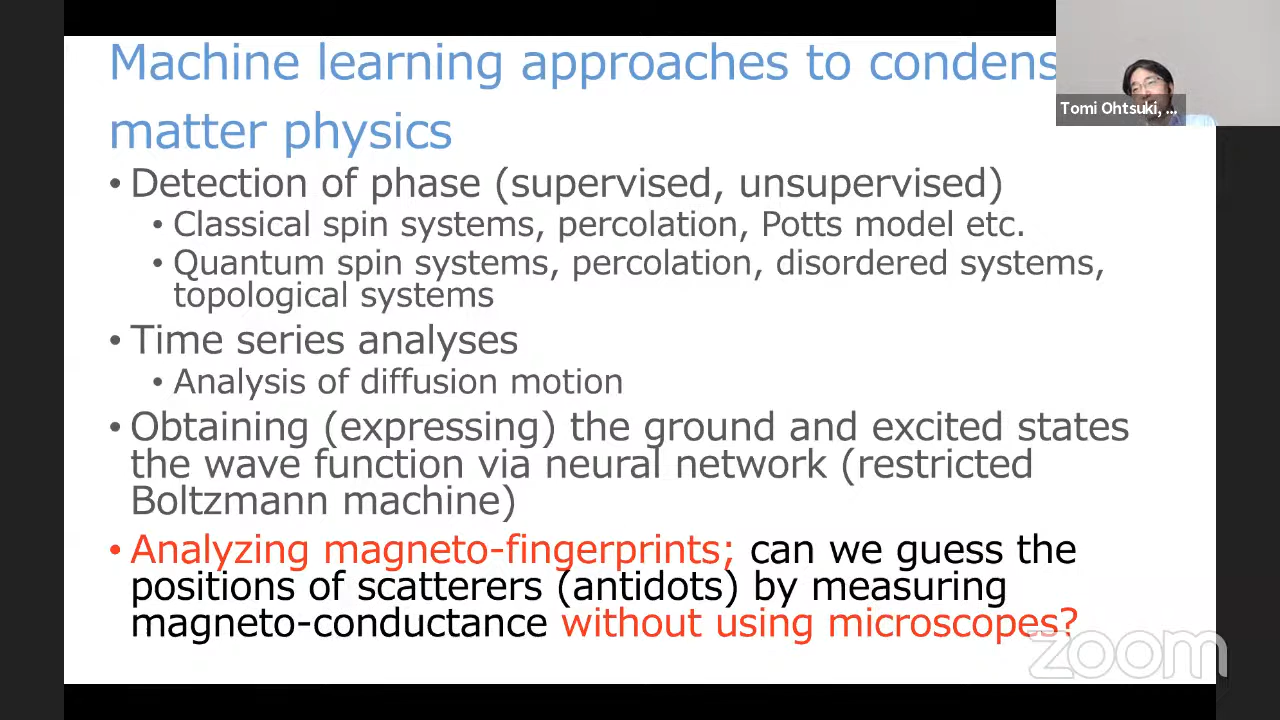 Machine learning approaches to condens
matter physics
• Detection of phase (supervised, unsupervised)
• Classical spin systems, percolation, Potts model etc.
• Quantum spin systems, percolation, disordered systems,
topological systems
• Time series analyses
• Analysis of diffusion motion
• Obtaining (expressing) the ground and excited states
the wave function via neural network (restricted
Boltzmann machine)
• Analyzing magneto-fingerprints; can we guess the
positions of scatterers (antidots) by measuring
magneto-conductance without using microscopes?
Tomi Ohtsuki, ...
zoom